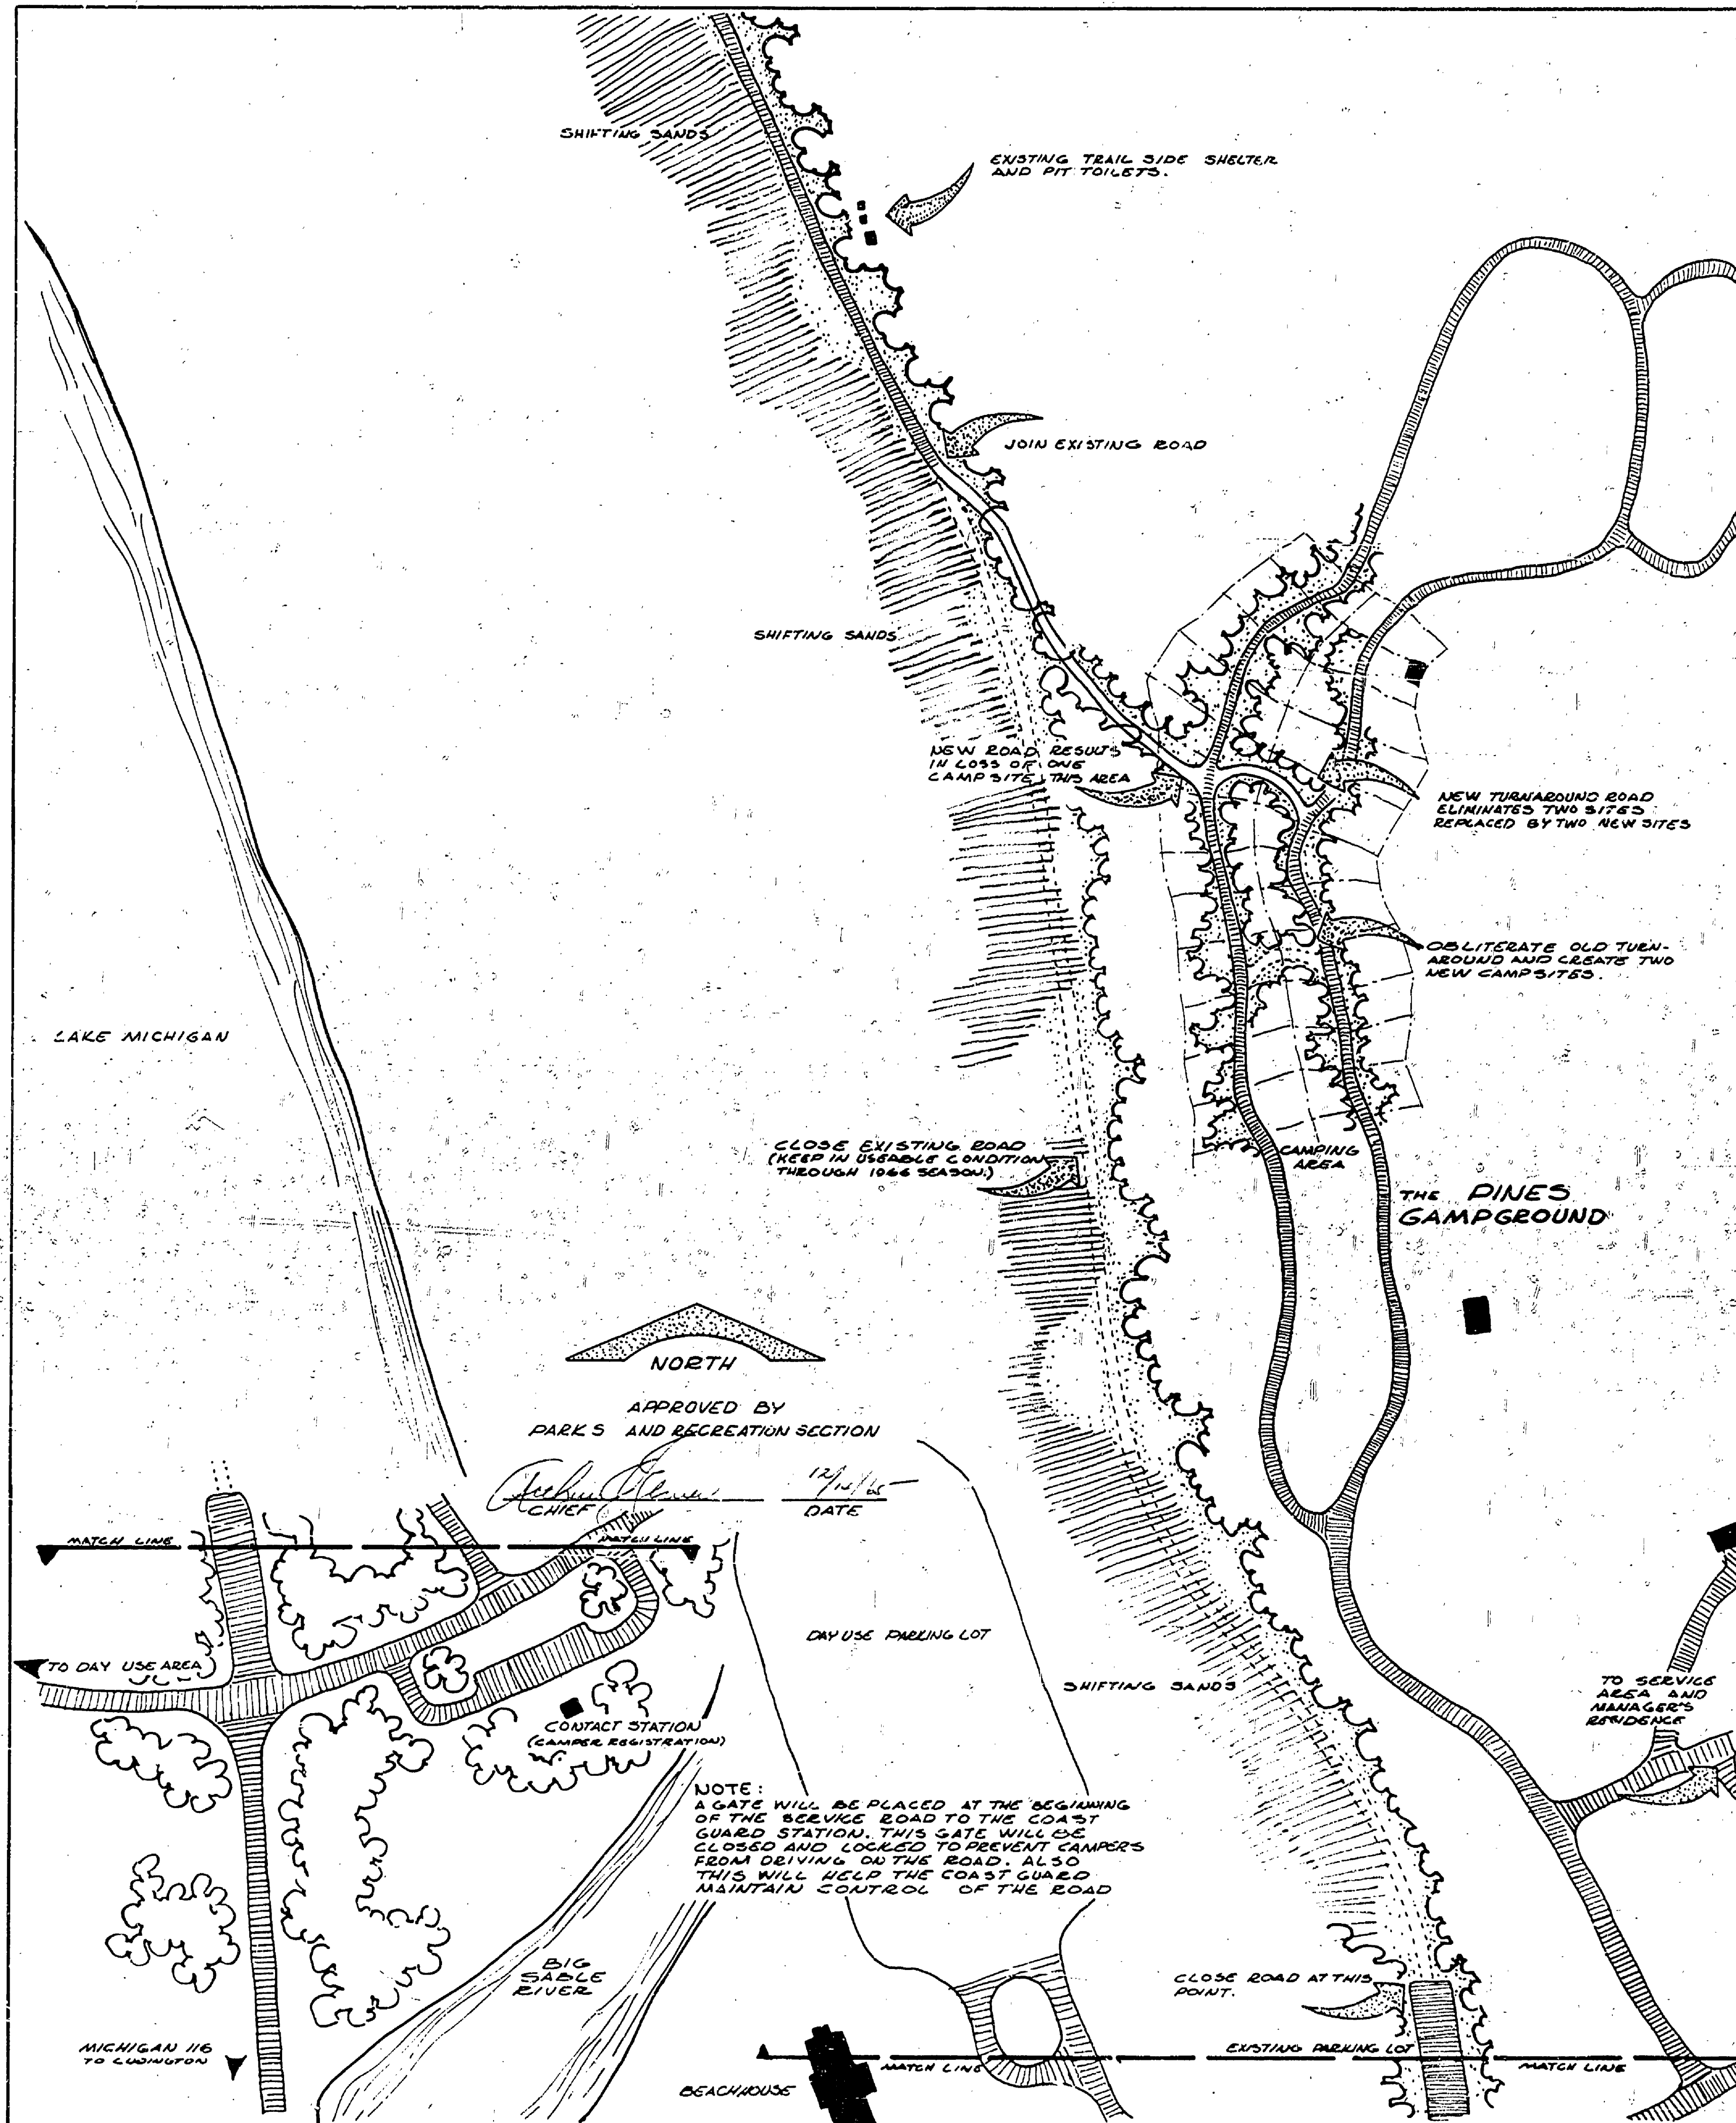 SHIFTING SANDS
EXISTING TRAIL SIDE SHELTER
AND PIT TOILETS.
JOIN EXISTING ROAD
SHIFTING SANDS
NEW ROAD RESULTS
IN LOSS OF ONE
CAMPSITE THIS AREA
NEW TURNAROUND ROAD
ELIMINATES TWO SITES
REPLACED BY TWO NEW SITES
OBLITERATE OLD TURN-
AROUND AND CREATE TWO
NEW CAMPSITES.
LAKE MICHIGAN
CLOSE EXISTING ROAD
(KEEP IN USEABLE CONDITION
THROUGH 1966 SEASON.)
CAMPING
AREA
THE PINES
CAMPGROUND
NORTH
APPROVED BY
PARKS AND RECREATION SECTION
CHIEF
DATE
MATCH LINE
MATCH LINE
DAY USE PARKING LOT
TO DAY USE AREA
SHIFTING SANDS
TO SERVICE
AREA AND
MANAGER'S
RESIDENCE
CONTACT STATION
(CAMPER REGISTRATION)
NOTE:
A GATE WILL BE PLACED AT THE BEGINNING
OF THE SERVICE ROAD TO THE COAST
GUARD STATION. THIS GATE WILL BE
CLOSED AND LOCKED TO PREVENT CAMPERS
FROM DRIVING ON THE ROAD. ALSO
THIS WILL HELP THE COAST GUARD
MAINTAIN CONTROL OF THE ROAD
BIG
SABLE
RIVER
CLOSE ROAD AT THIS
POINT.
MICHIGAN 116
TO LUDINGTON
EXISTING PARKING LOT
MATCH LINE
MATCH LINE
BEACHHOUSE